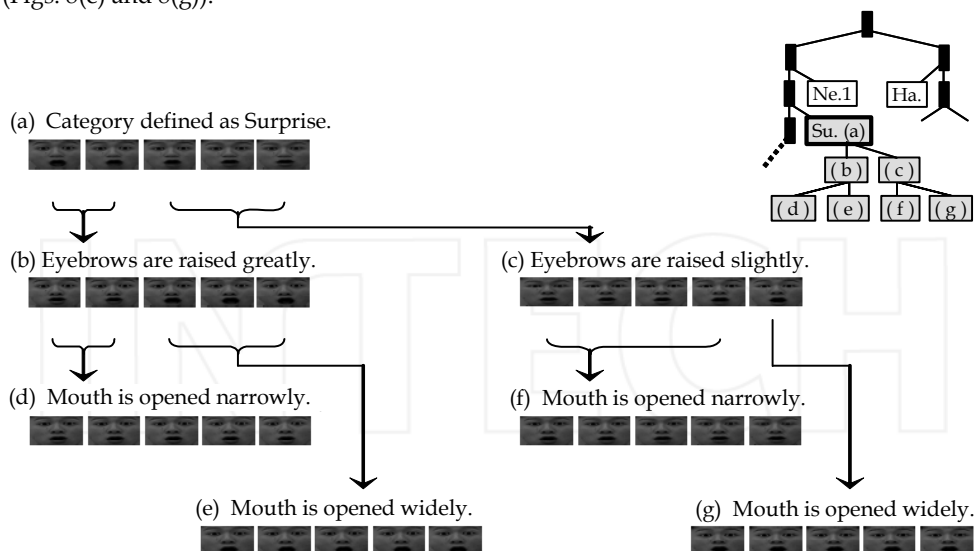 (Figs. 6(e) and 6(g)).
Ne.1
Ha.
(a) Category defined as Surprise.
Su. (a)
(b)
(c)
(d)
(e)
(f)
(g)
(b) Eyebrows are raised greatly.
(c) Eyebrows are raised slightly.
INTECH
(d) Mouth is opened narrowly.
(f) Mouth is opened narrowly.
(e) Mouth is opened widely.
(g) Mouth is opened widely.